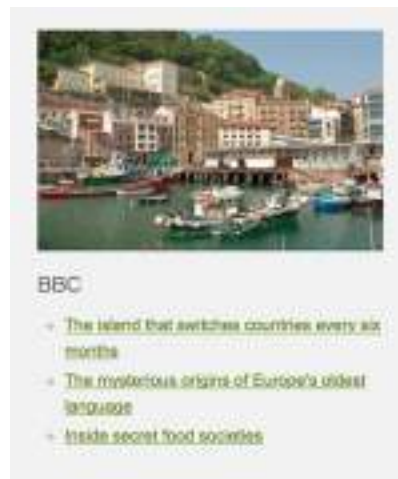 BBC
The island that switches countries every six
months
The mysterious origins of Europe's oldest
language
Inside secret food societies